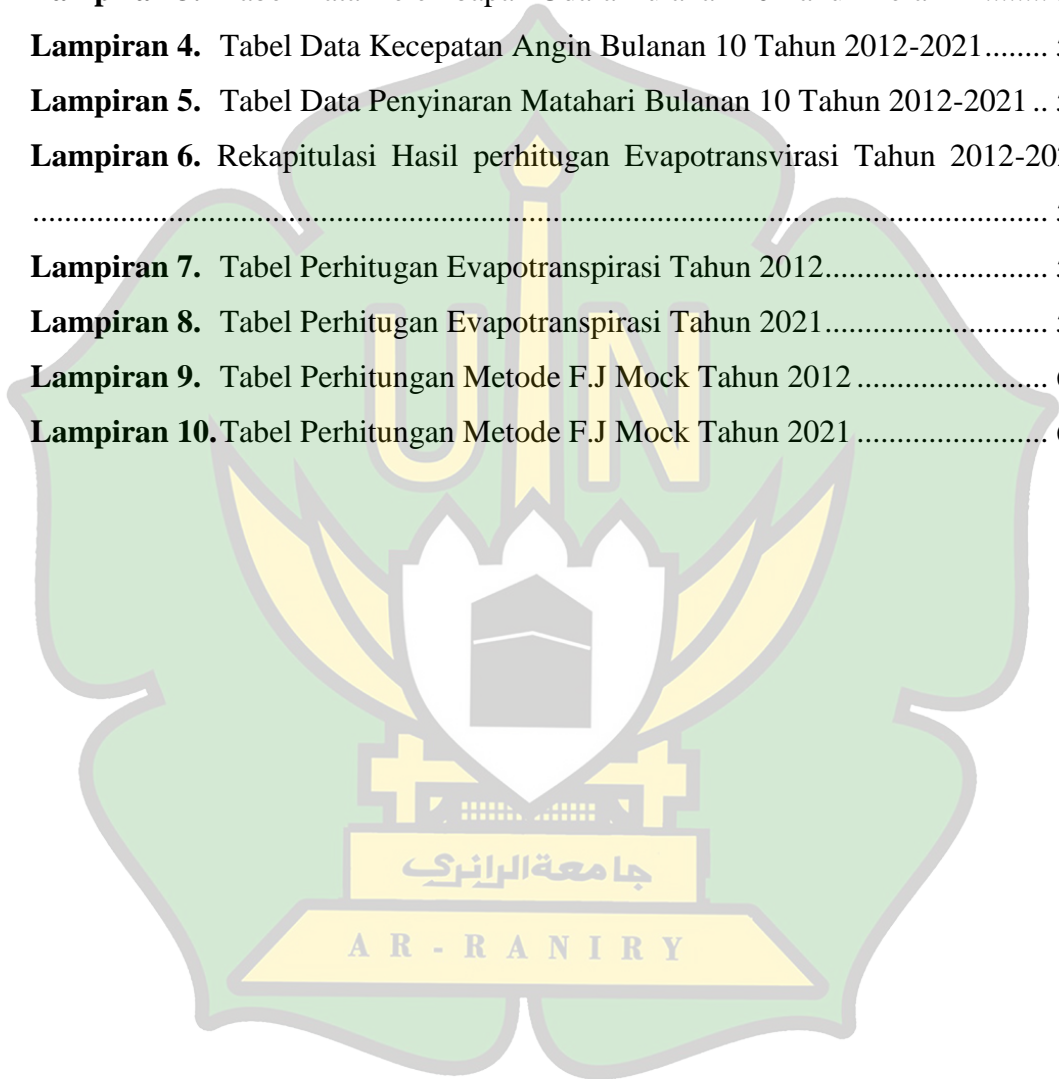 Lampiran 4. Tabel Data Kecepatan Angin Bulanan 10 Tahun 2012-2021........
Lampiran 5. Tabel Data Penyinaran Matahari Bulanan 10 Tahun 2012-2021 ..
Lampiran 6. Rekapitulasi Hasil perhitugan Evapotransvirasi Tahun
...............................................................................................................................
Lampiran 7. Tabel Perhitugan Evapotranspirasi Tahun 2012............................
Lampiran 8. Tabel Perhitugan Evapotranspirasi Tahun 2021............................
Lampiran 9. Tabel Perhitungan Metode F.J Mock Tahun 2012 ........................
Lampiran 10. Tabel Perhitungan Metode F.J Mock Tahun 2021 ........................
UIN
جامعة الرانري
AR-RANIRY